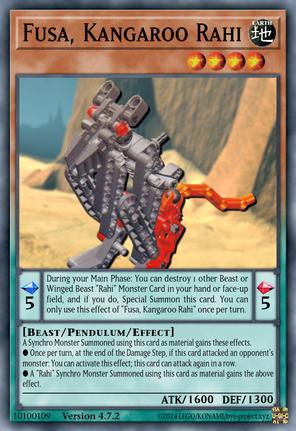 Fusa, Kangaroo Rahi
EARTH
地
During your Main Phase: You can destroy 1 other Beast or
Winged Beast "Rahi" Monster Card in your hand or face-up
field, and if you do, Special Summon this card. You can
only use this effect of "Fusa, Kangaroo Rahi" once per turn.
5
5
[Beast/Pendulum/Effect]
A Synchro Monster Summoned using this card as material gains these effects.
● Once per turn, at the end of the Damage Step, if this card attacked an opponent's
monster: You can activate this effect; this card can attack again in a row.
● A "Rahi" Synchro Monster Summoned using this card as material gains the above
effect.
ATK/1600 DEF/1300
10100109 Version 4.7.2 ©2024 LEGO/KONAMI/bye-project.xyz